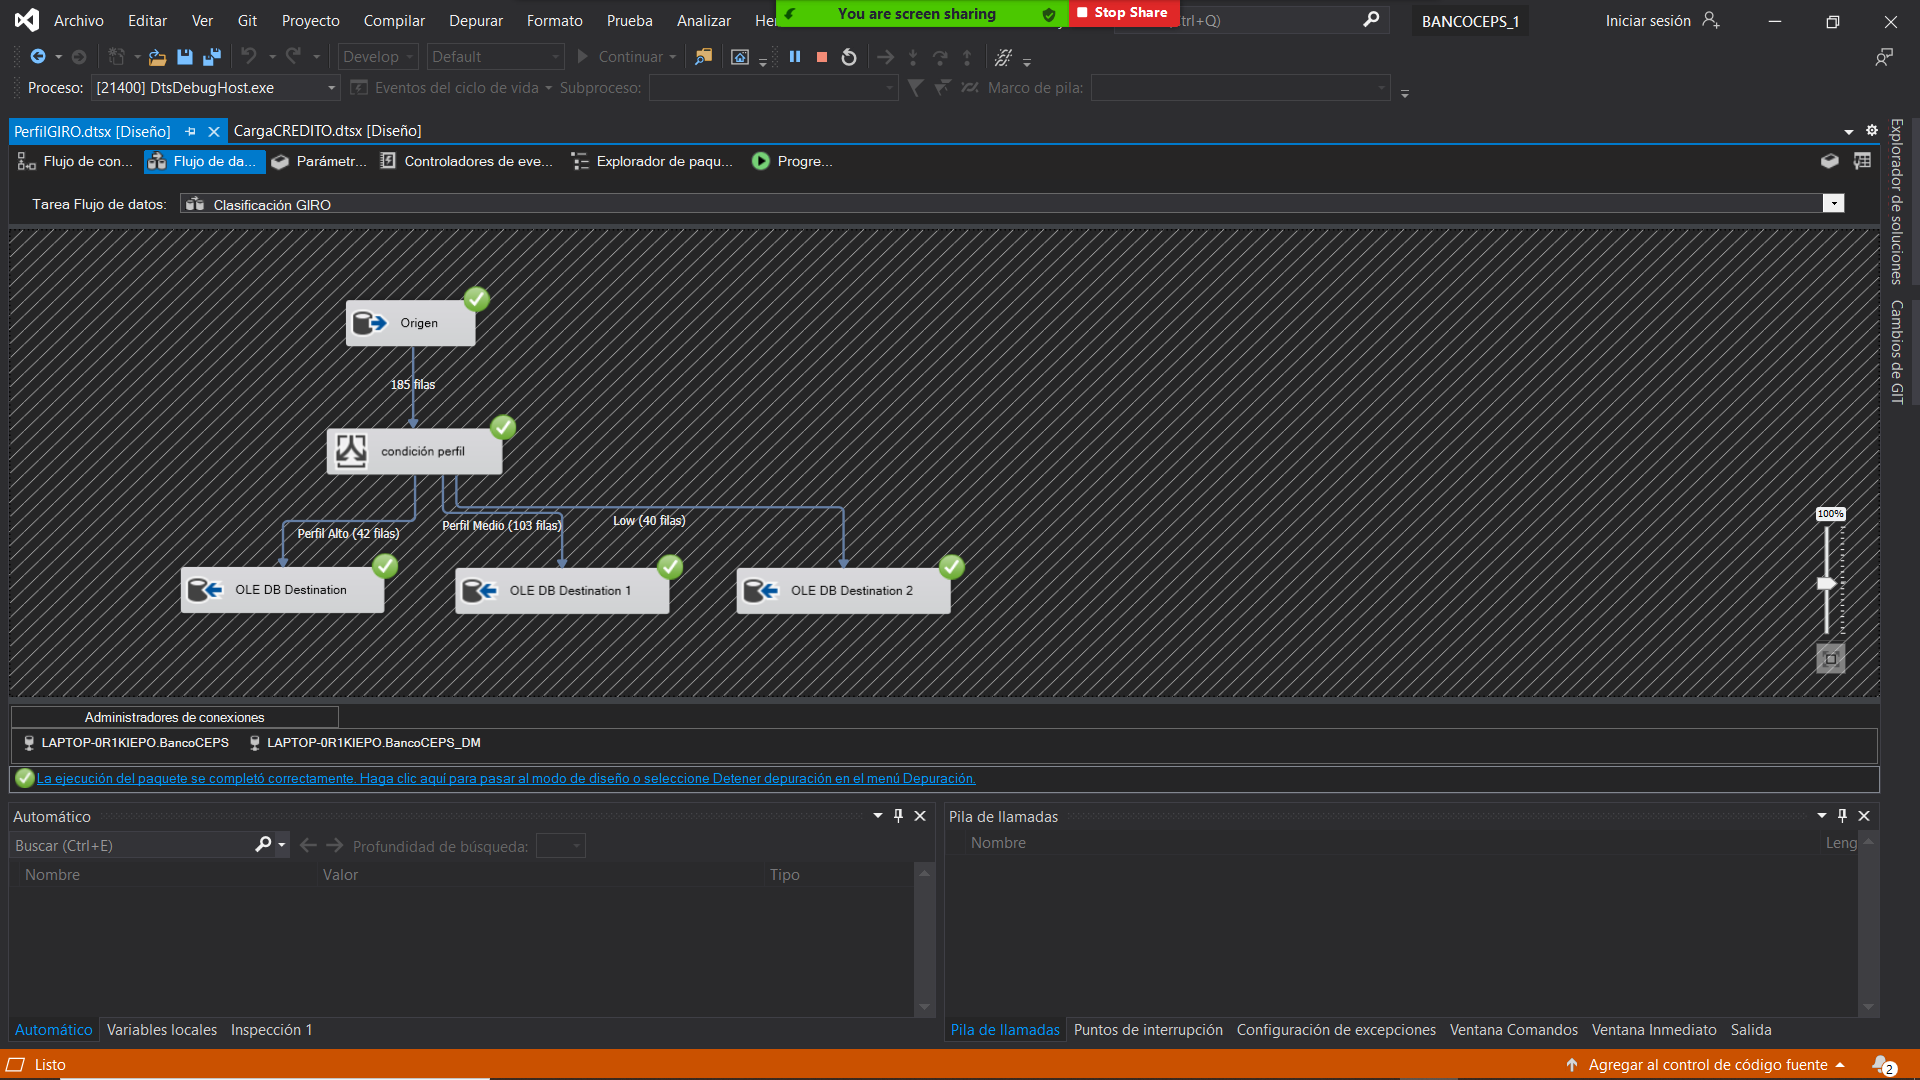 Archivo Editar Ver Git Proyecto Compilar Depurar Formato Prueba Analizar He
You are screen sharing
Stop Share
trl+Q)
BANCOCEPS_1
Iniciar sesión
Develop Default Continuar
Proceso: [21400] DtsDebugHost.exe Eventos del ciclo de vida Subproceso: Marco de pila:
PerfilGIRO.dtsx [Diseño] CargaCREDITO.dtsx [Diseño]
Flujo de con... Flujo de da... Parámetr... Controladores de eve... Explorador de paqu... Progre...
Tarea Flujo de datos: Clasificación GIRO
Explorador de soluciones
Cambios de GIT
Origen
185 filas
condición perfil
Perfil Alto (42 filas)
Perfil Medio (103 filas)
Low (40 filas)
OLE DB Destination
OLE DB Destination 1
OLE DB Destination 2
100%
Administradores de conexiones
LAPTOP-0R1KIEPO.BancoCEPS LAPTOP-0R1KIEPO.BancoCEPS_DM
La ejecución del paquete se completó correctamente. Haga clic aquí para pasar al modo de diseño o seleccione Detener depuración en el menú Depuración.
Automático
Buscar (Ctrl+E) Profundidad de búsqueda:
Nombre Valor Tipo
Automático Variables locales Inspección 1
Pila de llamadas
Nombre Leng
Pila de llamadas Puntos de interrupción Configuración de excepciones Ventana Comandos Ventana Inmediato Salida
Listo
Agregar al control de código fuente
2